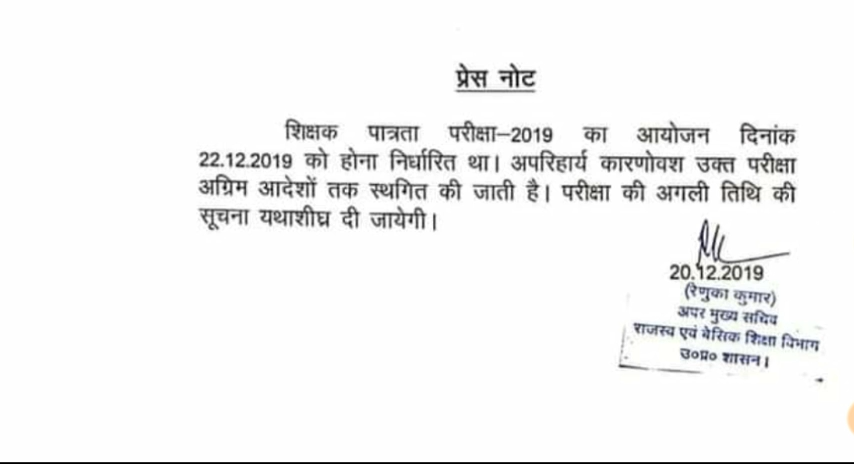 प्रेस नोट
शिक्षक पात्रता परीक्षा–2019 का आयोजन दिनांक
22.12.2019 को होना निर्धारित था। अपरिहार्य कारणोवश उक्त परीक्षा
अग्रिम आदेशों तक स्थगित की जाती है। परीक्षा की अगली तिथि की
सूचना यथाशीघ्र दी जायेगी।
20.12.2019
(रेणुका कुमार)
अपर मुख्य सचिव
राजस्व एवं बेसिक शिक्षा विभाग
उ०प्र० शासन।